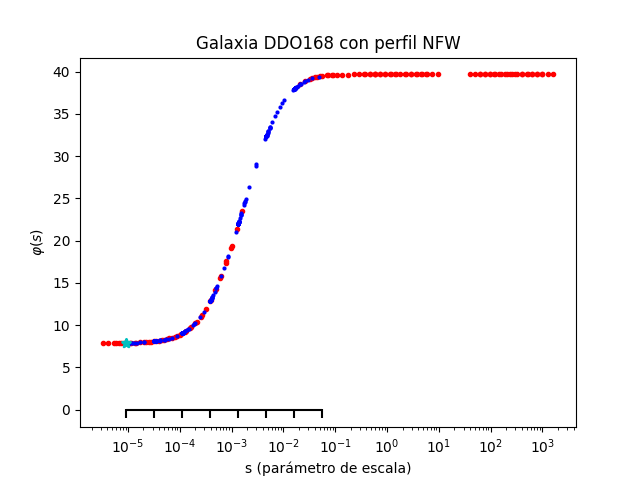 Galaxia DDO168 con perfil NFW
φ(s)
40
35
30
25
20
15
10
5
0
10⁻⁵ 10⁻⁴ 10⁻³ 10⁻² 10⁻¹ 10⁰ 10¹ 10² 10³
s (parámetro de escala)